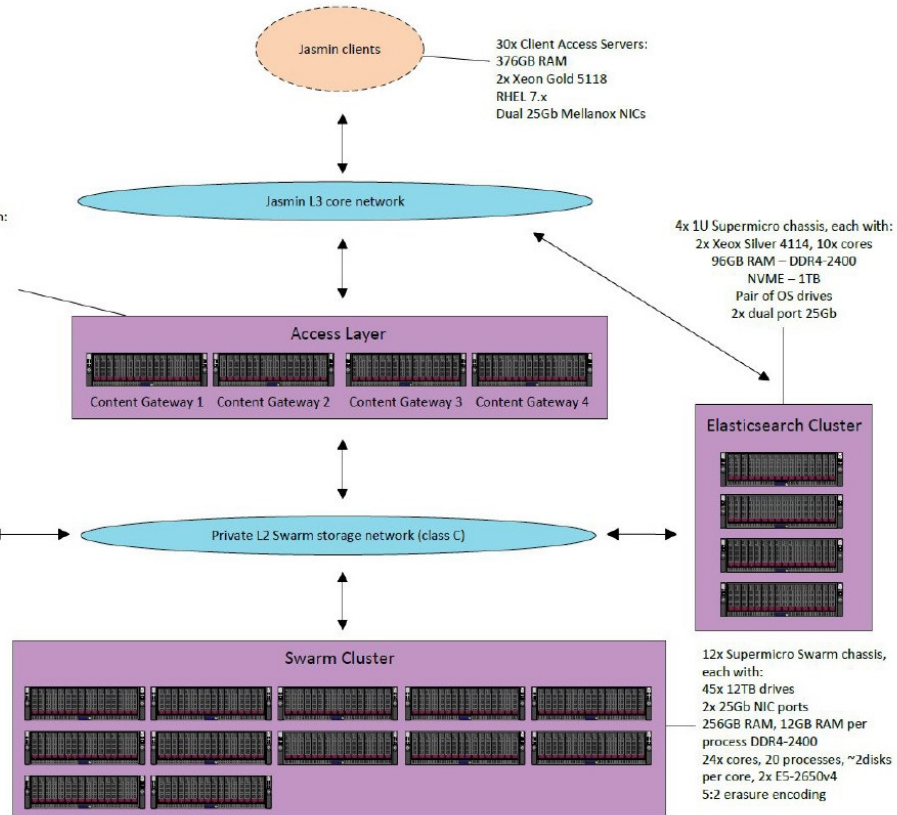 Jasmin clients
30x Client Access Servers:
376GB RAM
2x Xeon Gold 5118
RHEL 7.x
Dual 25Gb Mellanox NICs
Jasmin L3 core network
4x 1U Supermicro chassis, each with:
2x Xeox Silver 4114, 10x cores
96GB RAM – DDR4-2400
NVME – 1TB
Pair of OS drives
2x dual port 25Gb
Access Layer
Content Gateway 1
Content Gateway 2
Content Gateway 3
Content Gateway 4
Elasticsearch Cluster
Private L2 Swarm storage network (class C)
Swarm Cluster
12x Supermicro Swarm chassis,
each with:
45x 12TB drives
2x 25Gb NIC ports
256GB RAM, 12GB RAM per
process DDR4-2400
24x cores, 20 processes, ~2disks
per core, 2x E5-2650v4
5:2 erasure encoding